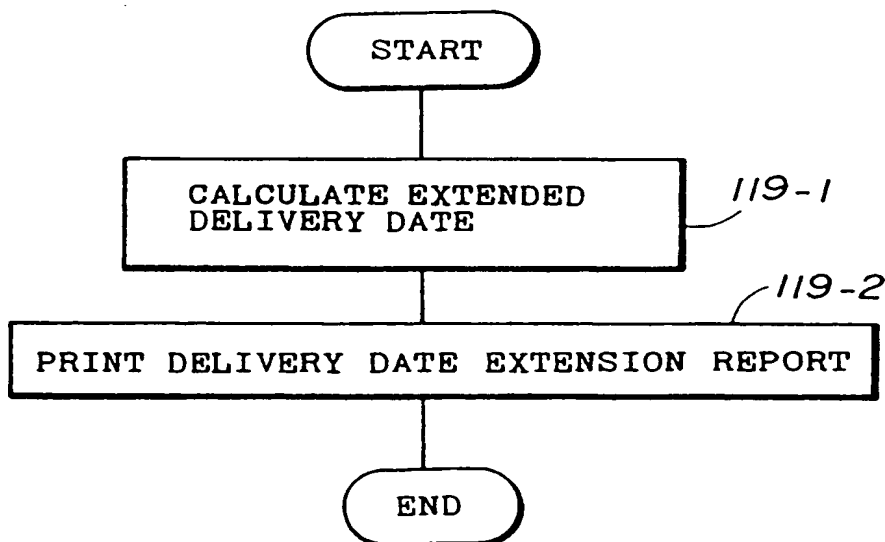 START
CALCULATE EXTENDED
DELIVERY DATE
119-1
119-2
PRINT DELIVERY DATE EXTENSION REPORT
END